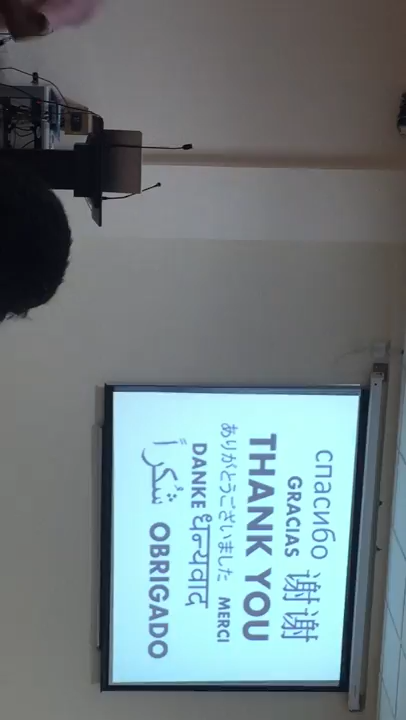 спасибо 谢谢
GRACIAS
THANK YOU
ありがとうございました MERCI
DANKE धन्यवाद
شُكراً OBRIGADO